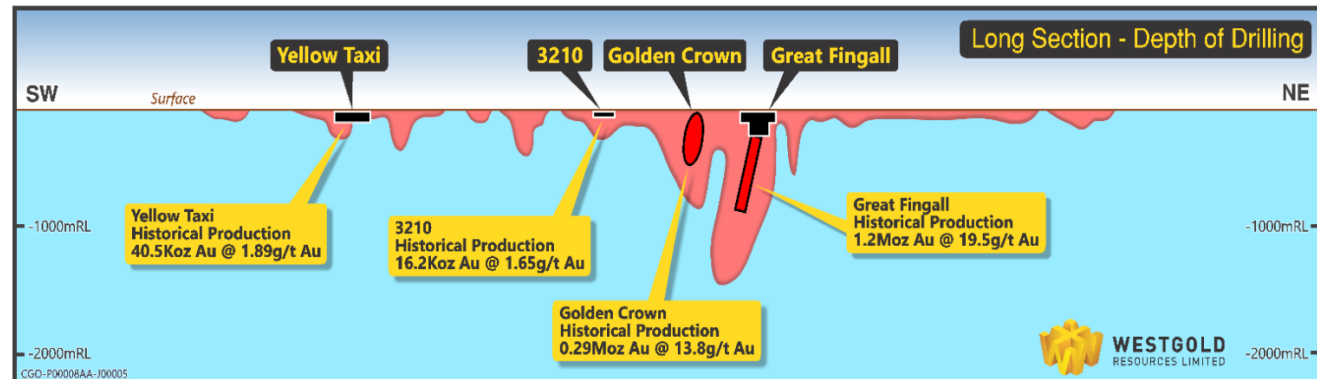 Long Section - Depth of Drilling
Yellow Taxi
3210
Golden Crown
Great Fingall
SW
Surface
NE
Yellow Taxi
Historical Production
40.5Koz Au @ 1.89g/t Au
3210
Historical Production
16.2Koz Au @ 1.65g/t Au
Great Fingall
Historical Production
1.2Moz Au @ 19.5g/t Au
-1000mRL
-1000mRL
Golden Crown
Historical Production
0.29Moz Au @ 13.8g/t Au
WESTGOLD
RESOURCES LIMITED
-2000mRL
-2000mRL
CGO-P00008AA-J00005